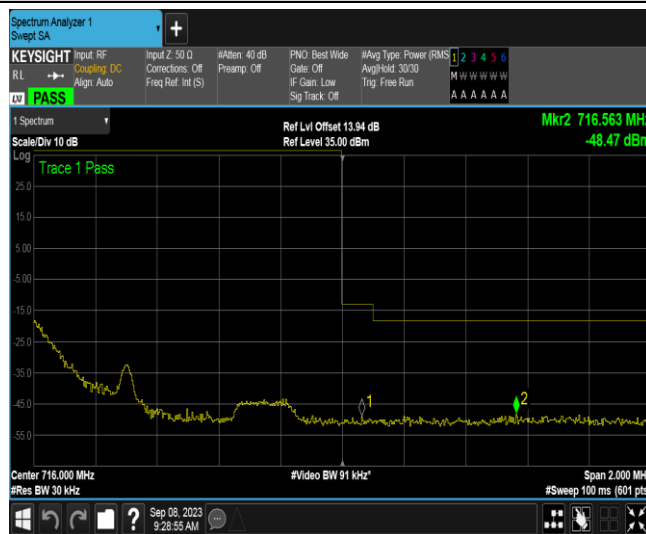 Spectrum Analyzer 1
Swept SA
+
KEYSIGHT Input: RF Input Z: 50 Ω #Atten: 40 dB PNO: Best Wide #Avg Type: Power (RMS 1 2 3 4 5 6
RL Coupling: DC Corrections: Off Preamp: Off Gate: Off Avg|Hold: 30/30 M W W W W W
Align: Auto Freq Ref: Int (S) IF Gain: Low Trig: Free Run
LXI PASS Sig Track: Off A A A A A A
1 Spectrum Ref Lvl Offset 13.94 dB Mkr2 716.563 MHz
Scale/Div 10 dB Ref Level 35.00 dBm -48.47 dBm
Log
Trace 1 Pass
25.0
15.0
5.00
-5.00
-15.0
-25.0
-35.0
-45.0
1
2
-55.0
Center 716.000 MHz #Video BW 91 kHz* Span 2.000 MH
#Res BW 30 kHz #Sweep 100 ms (601 pts
? Sep 08, 2023
9:28:55 AM